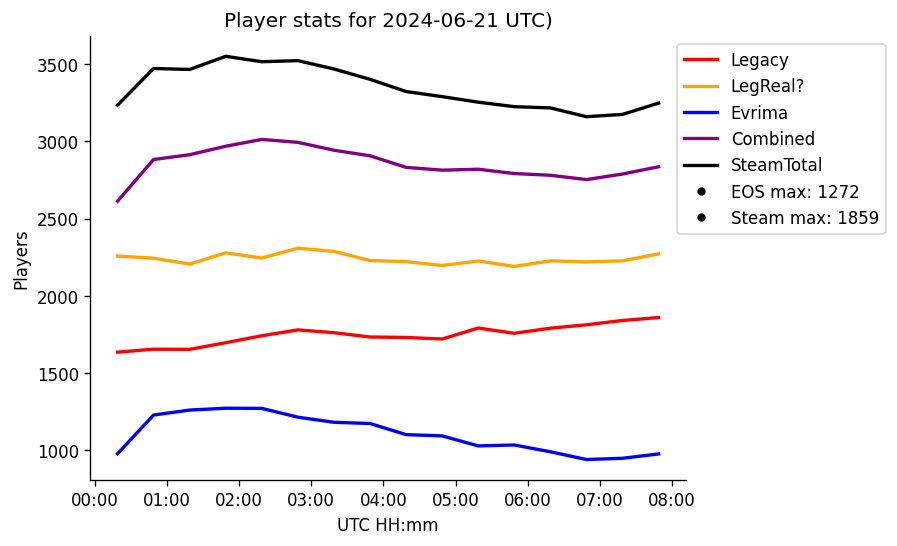 Player stats for 2024-06-21 UTC)
Legacy
LegReal?
Evrima
Combined
SteamTotal
EOS max: 1272
Steam max: 1859
Players
3500
3000
2500
2000
1500
1000
00:00 01:00 02:00 03:00 04:00 05:00 06:00 07:00 08:00
UTC HH:mm